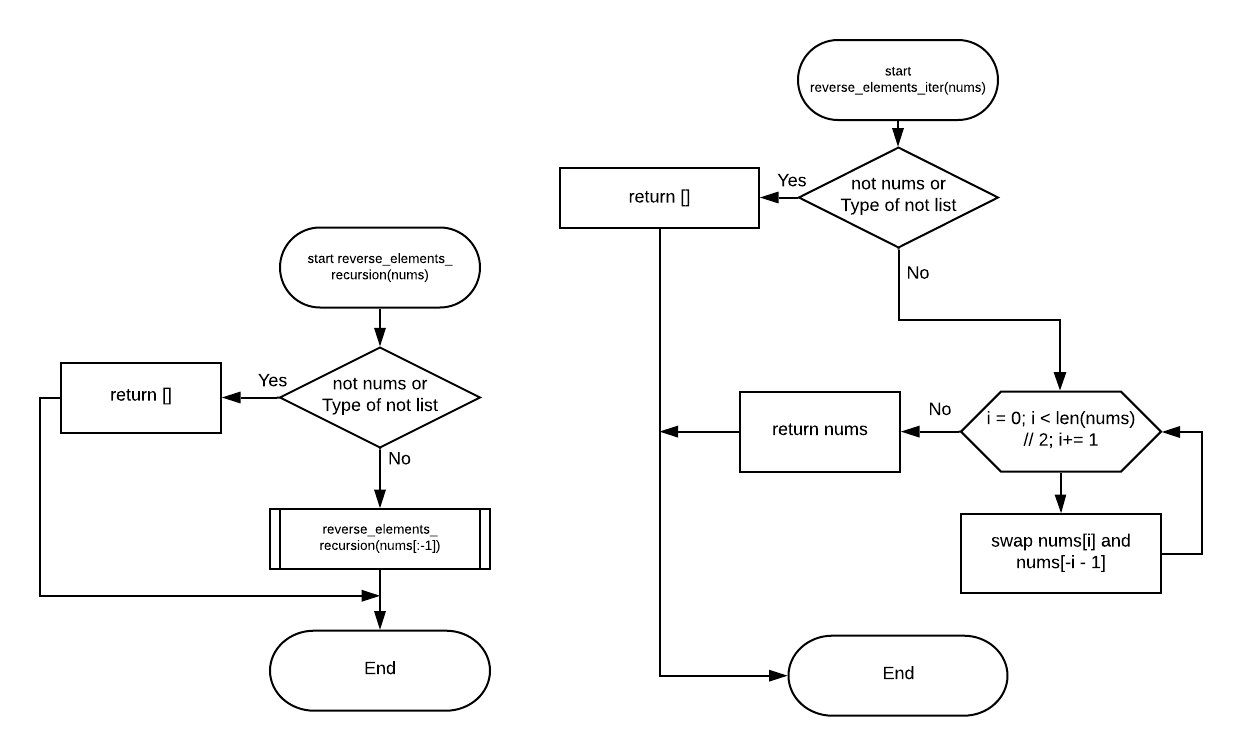 start reverse_elements_
recursion(nums)
not nums or
Type of not list
Yes
return []
No
reverse_elements_
recursion(nums[:-1])
End
start
reverse_elements_iter(nums)
not nums or
Type of not list
Yes
return []
No
i = 0; i < len(nums)
// 2; i+= 1
No
return nums
swap nums[i] and
nums[-i - 1]
End